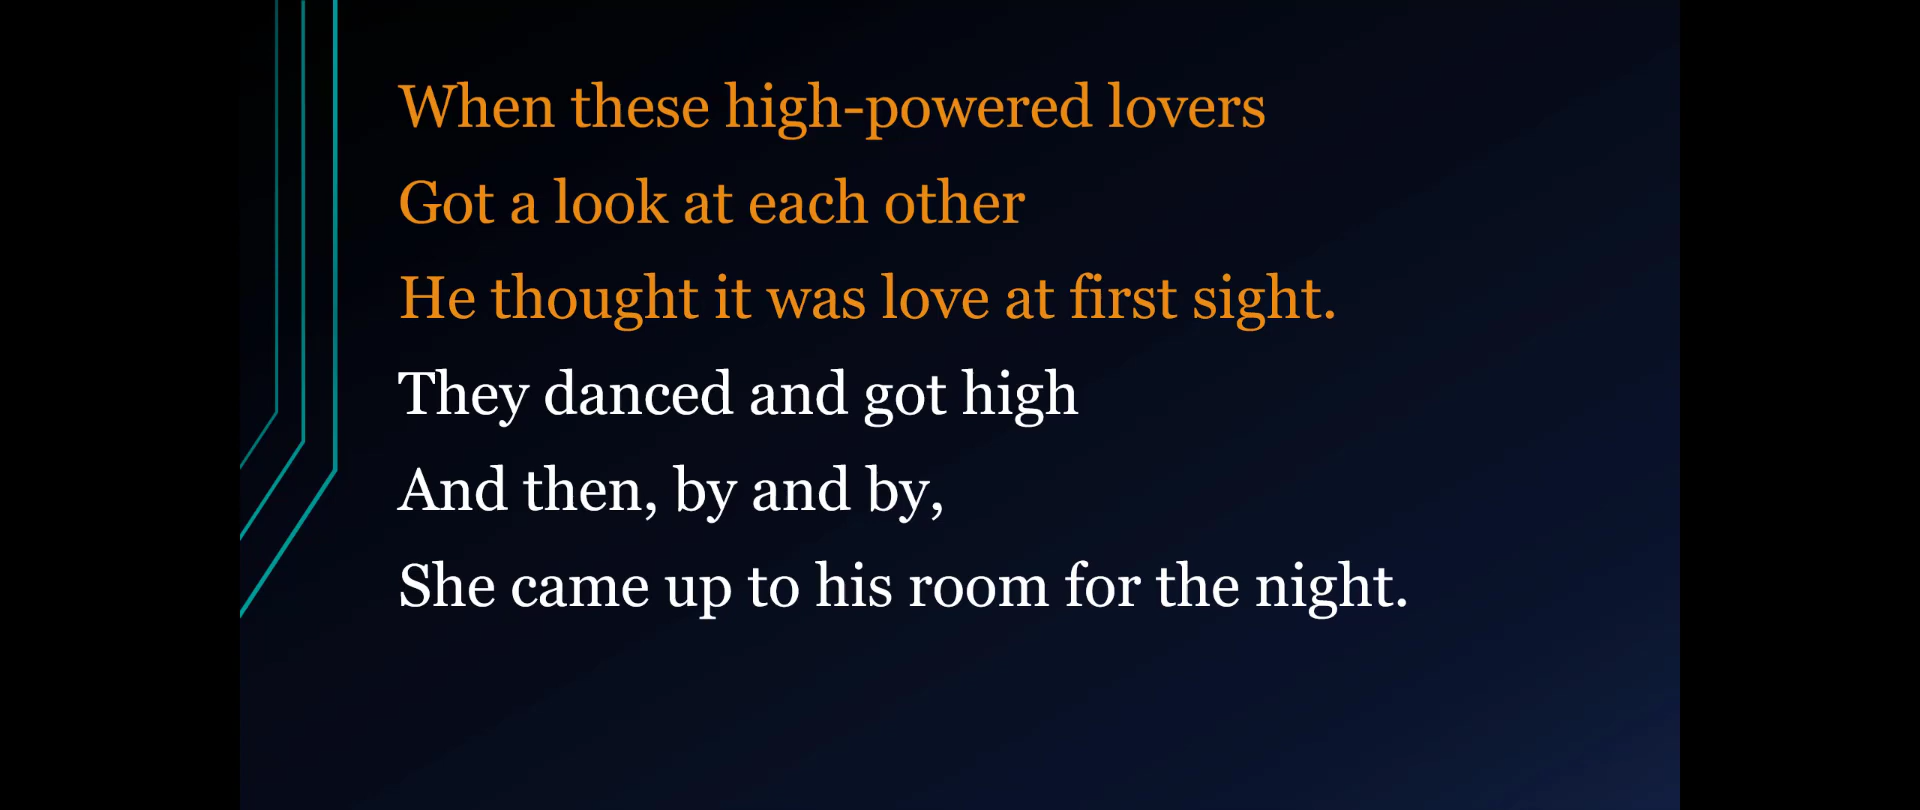 When these high-powered lovers
Got a look at each other
He thought it was love at first sight.
They danced and got high
And then, by and by,
She came up to his room for the night.